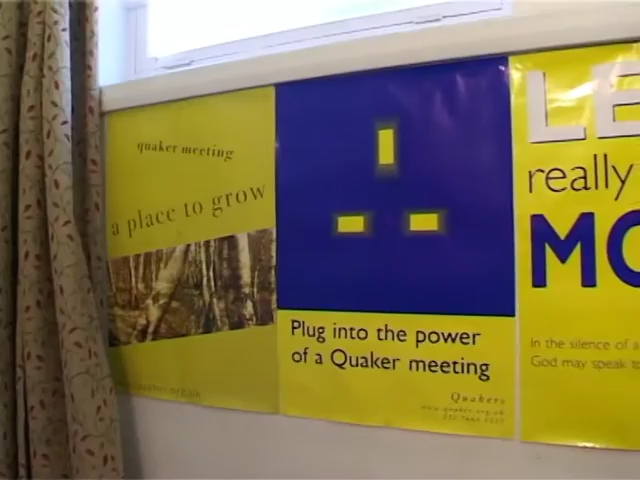 quaker meeting
a place to grow
Plug into the power
of a Quaker meeting
Quakers
LE
really
MO
In the silence of a
God may speak to